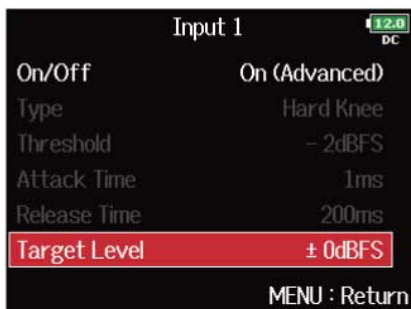 Input 1
12.0
DC
On/Off On (Advanced)
Type Hard Knee
Threshold − 2dBFS
Attack Time 1ms
Release Time 200ms
Target Level ± 0dBFS
MENU : Return